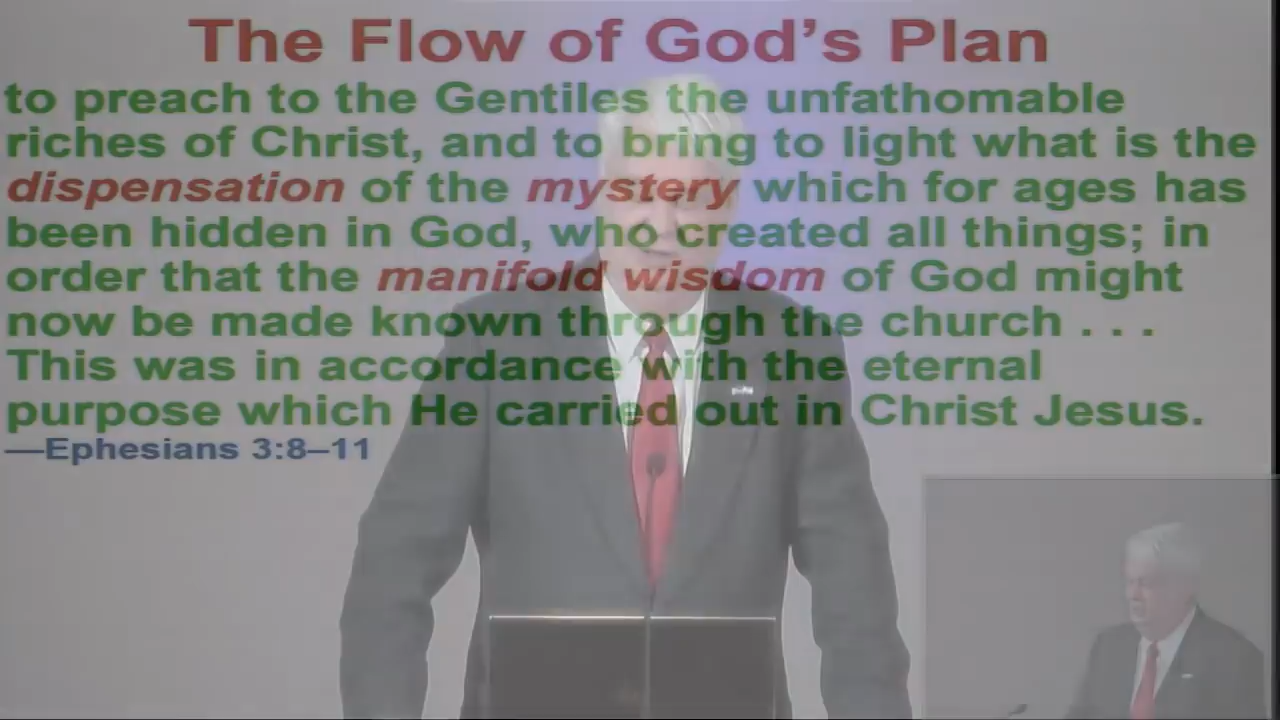 The Flow of God’s Plan
to preach to the Gentiles the unfathomable
riches of Christ, and to bring to light what is the
dispensation of the mystery which for ages has
been hidden in God, who created all things; in
order that the manifold wisdom of God might
now be made known through the church . . .
This was in accordance with the eternal
purpose which He carried out in Christ Jesus.
—Ephesians 3:8–11